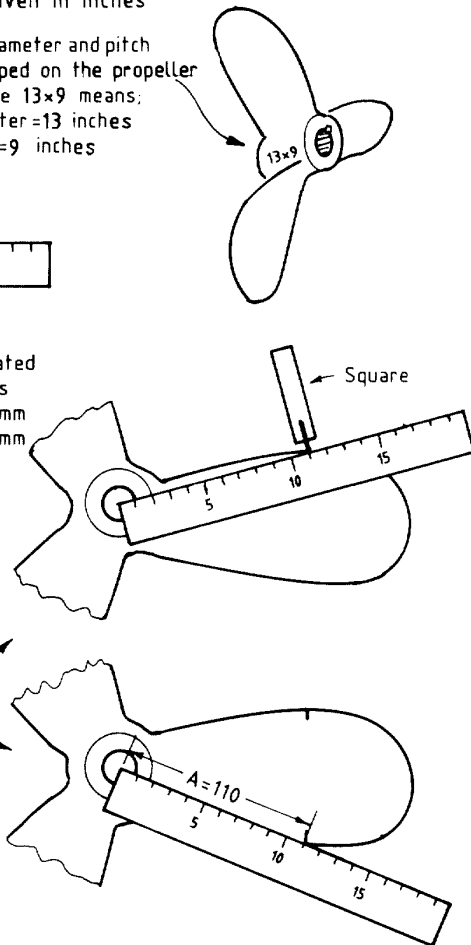 ven in inches
ameter and pitch
ped on the propeller
e 13×9 means;
ter=13 inches
=9 inches
13×9
ated
s
mm
mm
Square
5
10
15
A=110
5
10
15